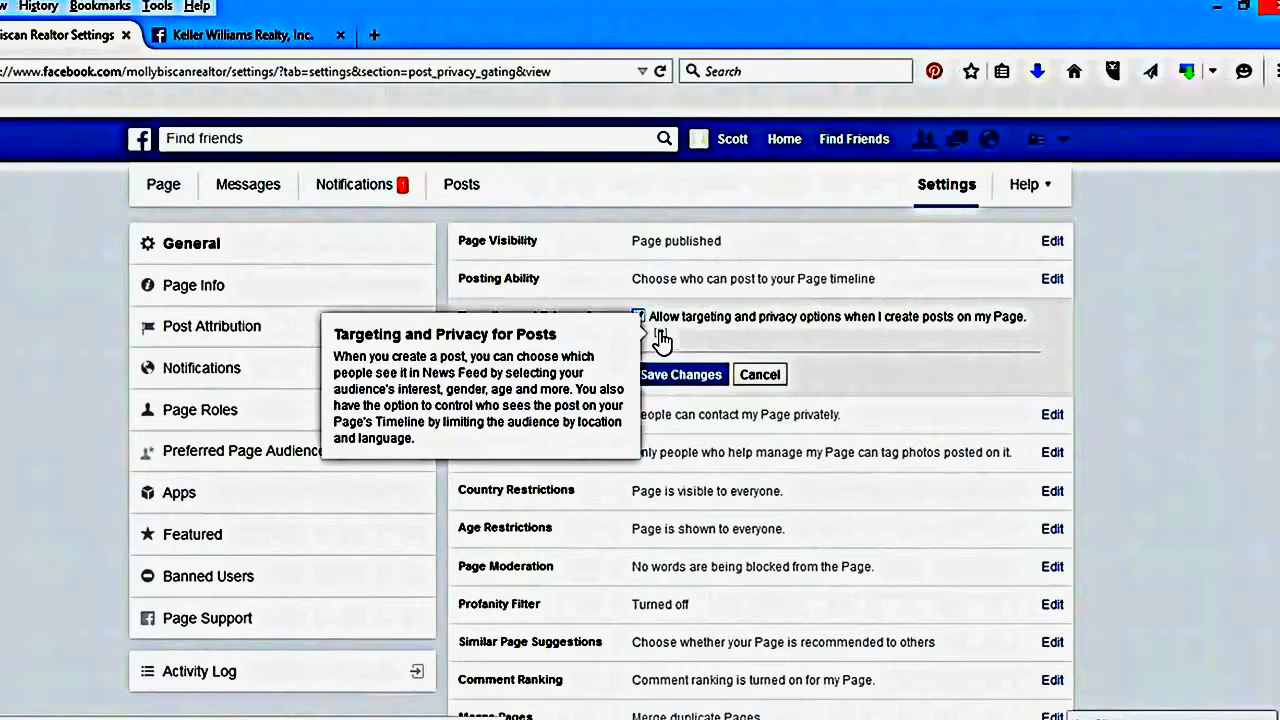 History Bookmarks Tools Help
iscan Realtor Settings × Keller Williams Realty, Inc. × +
://www.facebook.com/mollybiscanrealtor/settings/?tab=settings&section=post_privacy_gating&view Search
Find friends Scott Home Find Friends
Page Messages Notifications 1 Posts Settings Help
General
Page Info
Post Attribution
Notifications
Page Roles
Preferred Page Audience
Apps
Featured
Banned Users
Page Support
Activity Log
Page Visibility Page published Edit
Posting Ability Choose who can post to your Page timeline Edit
Allow targeting and privacy options when I create posts on my Page.
Save Changes Cancel
Targeting and Privacy for Posts
When you create a post, you can choose which
people see it in News Feed by selecting your
audience's interest, gender, age and more. You also
have the option to control who sees the post on your
Page's Timeline by limiting the audience by location
and language.
eople can contact my Page privately. Edit
nly people who help manage my Page can tag photos posted on it. Edit
Country Restrictions Page is visible to everyone. Edit
Age Restrictions Page is shown to everyone. Edit
Page Moderation No words are being blocked from the Page. Edit
Profanity Filter Turned off Edit
Similar Page Suggestions Choose whether your Page is recommended to others Edit
Comment Ranking Comment ranking is turned on for my Page. Edit
Merge Pages Merge duplicate Pages Edit